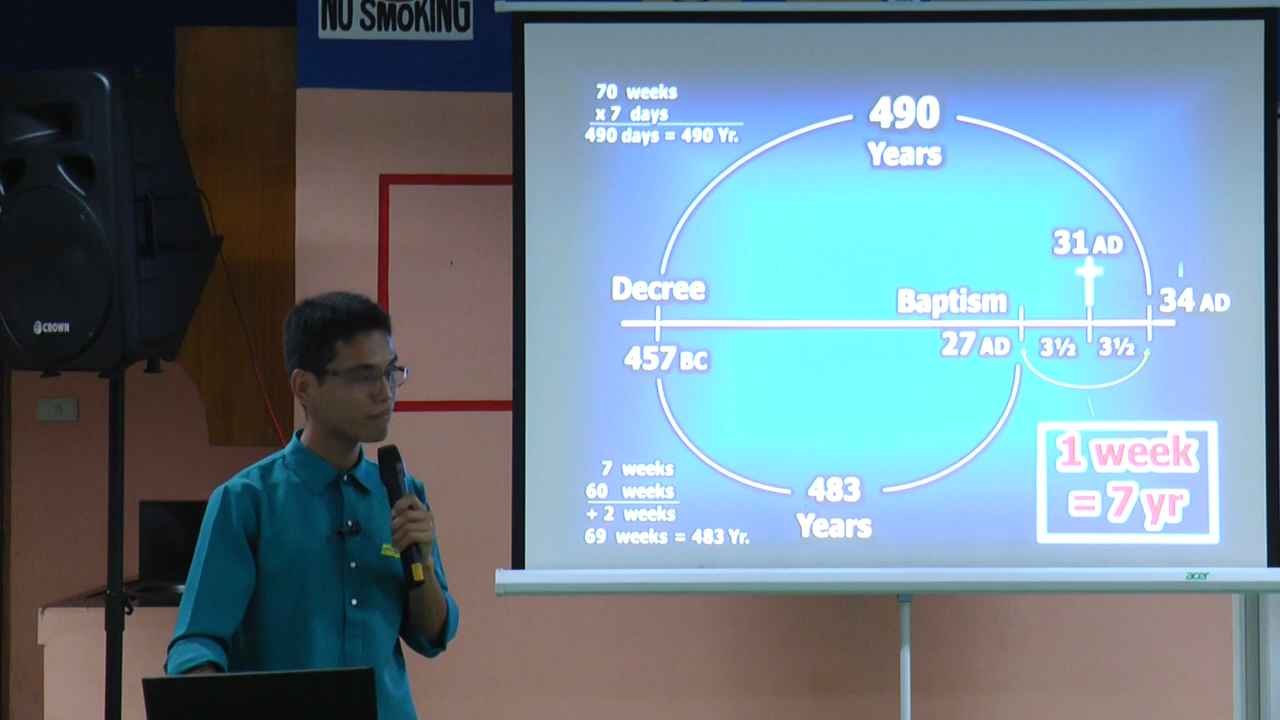 NO SMOKING
70 weeks
x 7 days
490 days = 490 Yr.
490
Years
31 AD
Decree
Baptism
34 AD
457 BC
27 AD
3½
3½
1 week
= 7 yr
7 weeks
60 weeks
+ 2 weeks
69 weeks = 483 Yr.
483
Years
CROWN
acer